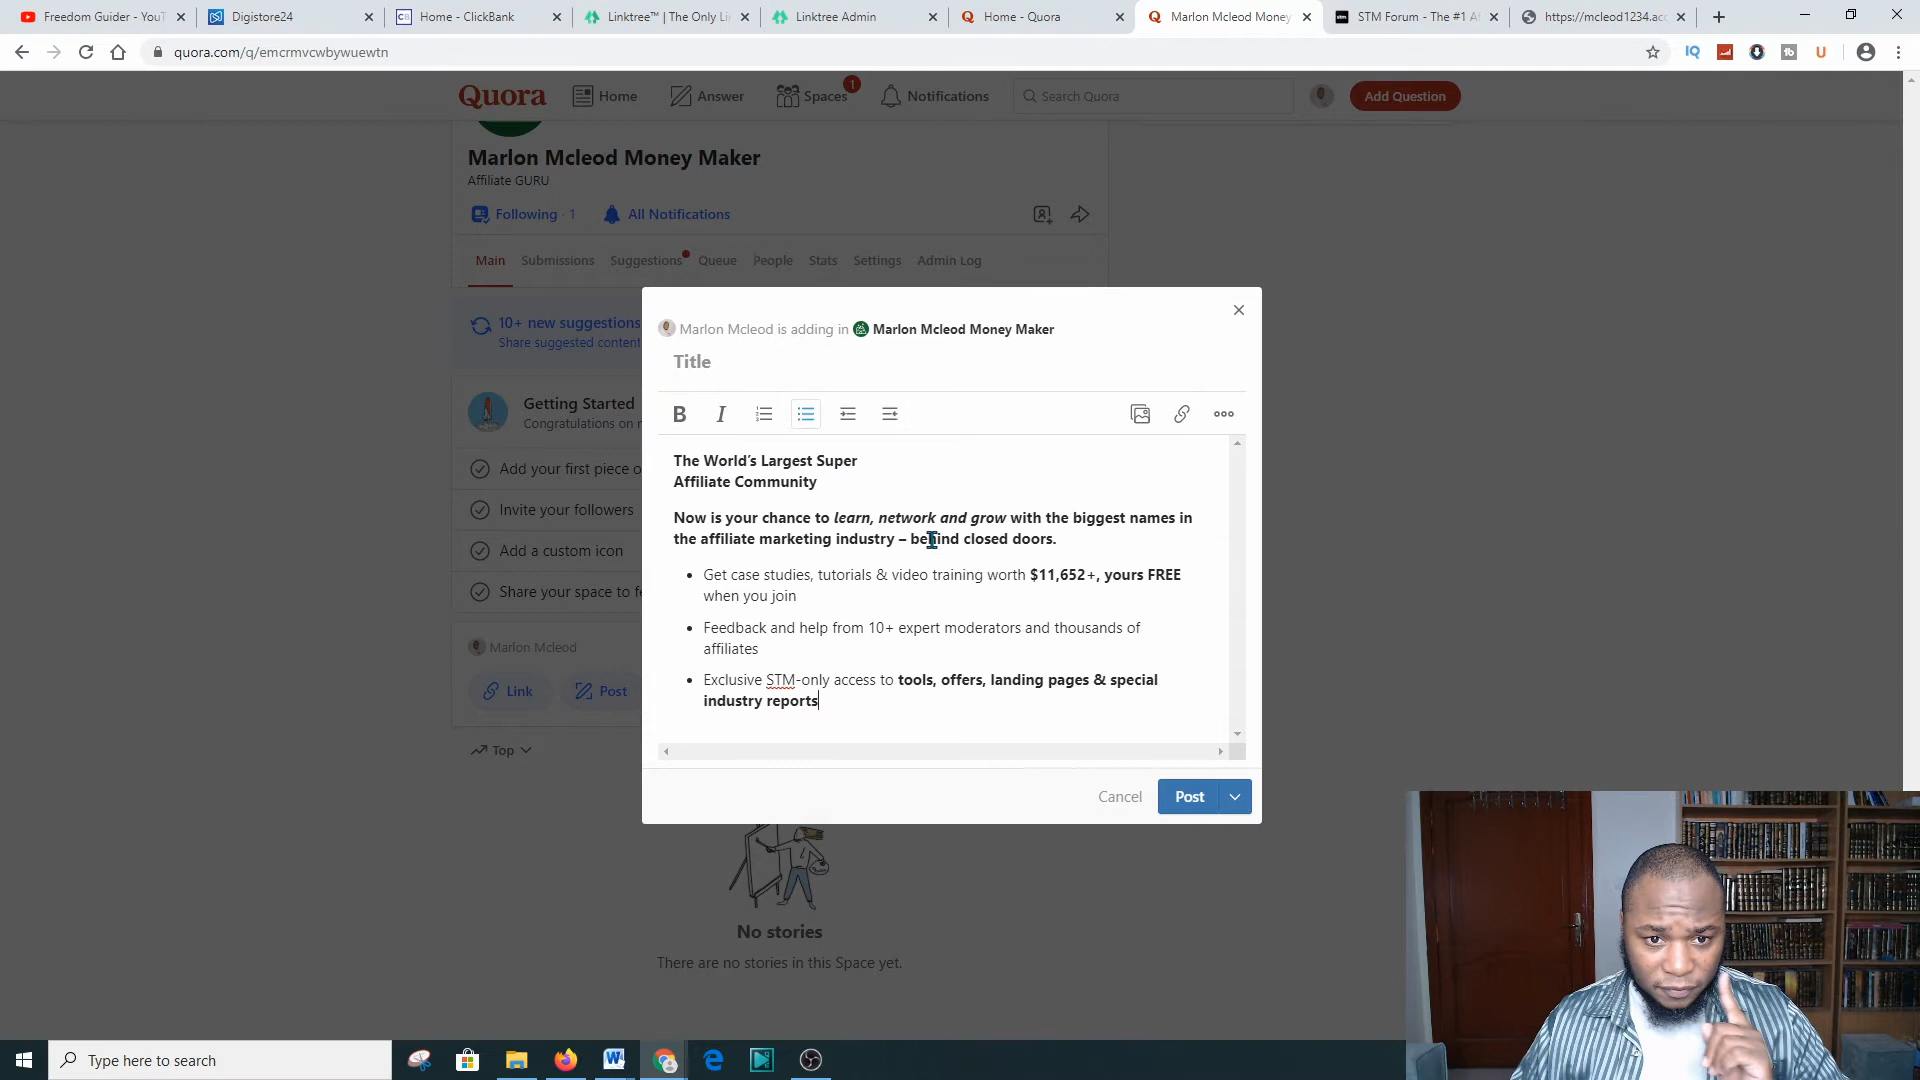 Freedom Guider - YouT
Digistore24
Home - ClickBank
Linktree™ | The Only Lin
Linktree Admin
Home - Quora
Marlon Mcleod Money
STM Forum - The #1 Af
https://mcleod1234.acc
quora.com/q/emcrmvcwbywuewtn
Quora
Home
Answer
Spaces
1
Notifications
Search Quora
Add Question
Marlon Mcleod Money Maker
Affiliate GURU
Following · 1
All Notifications
Main
Submissions
Suggestions
Queue
People
Stats
Settings
Admin Log
10+ new suggestions
Share suggested content
Getting Started
Congratulations on
Add your first piece o
Invite your followers
Add a custom icon
Share your space to fe
Marlon Mcleod
Link
Post
Top
Marlon Mcleod is adding in Marlon Mcleod Money Maker
Title
B I
The World's Largest Super
Affiliate Community
Now is your chance to learn, network and grow with the biggest names in
the affiliate marketing industry – behind closed doors.
• Get case studies, tutorials & video training worth $11,652+, yours FREE
when you join
• Feedback and help from 10+ expert moderators and thousands of
affiliates
• Exclusive STM-only access to tools, offers, landing pages & special
industry reports
Cancel
Post
No stories
There are no stories in this Space yet.
Type here to search